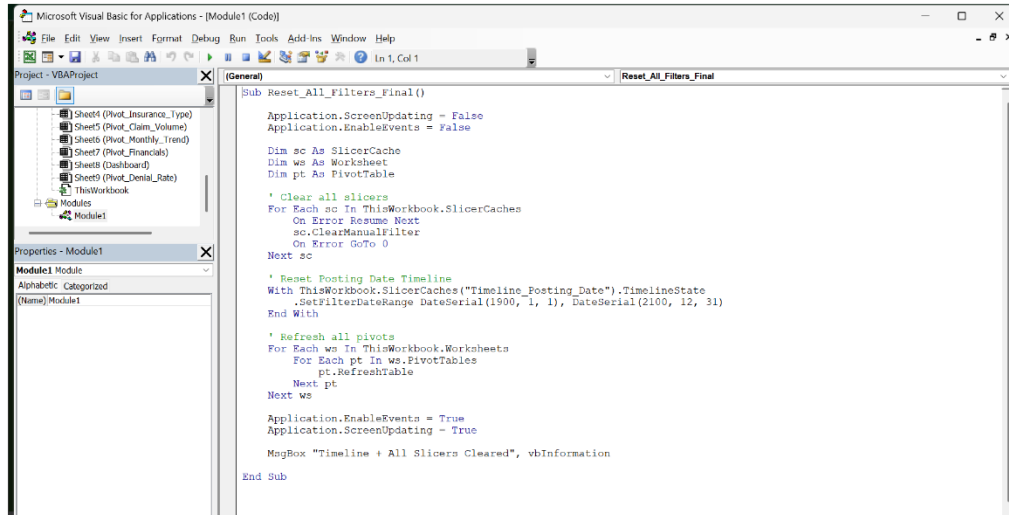 Microsoft Visual Basic for Applications - [Module1 (Code)]
File Edit View Insert Format Debug Run Tools Add-Ins Window Help
Ln 1, Col 1
Project - VBAProject
(General)
Reset_All_Filters_Final
Sheet4 (Pivot_Insurance_Type)
Sheet5 (Pivot_Claim_Volume)
Sheet6 (Pivot_Monthly_Trend)
Sheet7 (Pivot_Financials)
Sheet8 (Dashboard)
Sheet9 (Pivot_Denial_Rate)
ThisWorkbook
Modules
Module1
Properties - Module1
Module1 Module
Alphabetic Categorized
(Name) Module1
Sub Reset_All_Filters_Final()
Application.ScreenUpdating = False
Application.EnableEvents = False
Dim sc As SlicerCache
Dim ws As Worksheet
Dim pt As PivotTable
' Clear all slicers
For Each sc In ThisWorkbook.SlicerCaches
On Error Resume Next
sc.ClearManualFilter
On Error GoTo 0
Next sc
' Reset Posting Date Timeline
With ThisWorkbook.SlicerCaches("Timeline_Posting_Date").TimelineState
.SetFilterDateRange DateSerial(1900, 1, 1), DateSerial(2100, 12, 31)
End With
' Refresh all pivots
For Each ws In ThisWorkbook.Worksheets
For Each pt In ws.PivotTables
pt.RefreshTable
Next pt
Next ws
Application.EnableEvents = True
Application.ScreenUpdating = True
MsgBox "Timeline + All Slicers Cleared", vbInformation
End Sub